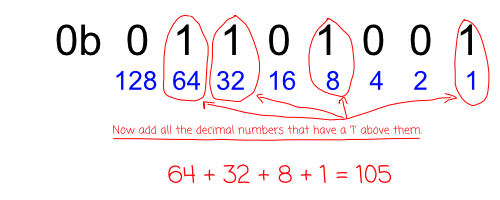 0b 0 1 1 0 1 0 0 1
128 64 32 16 8 4 2 1
Now add all the decimal numbers that have a '1' above them.
64 + 32 + 8 + 1 = 105